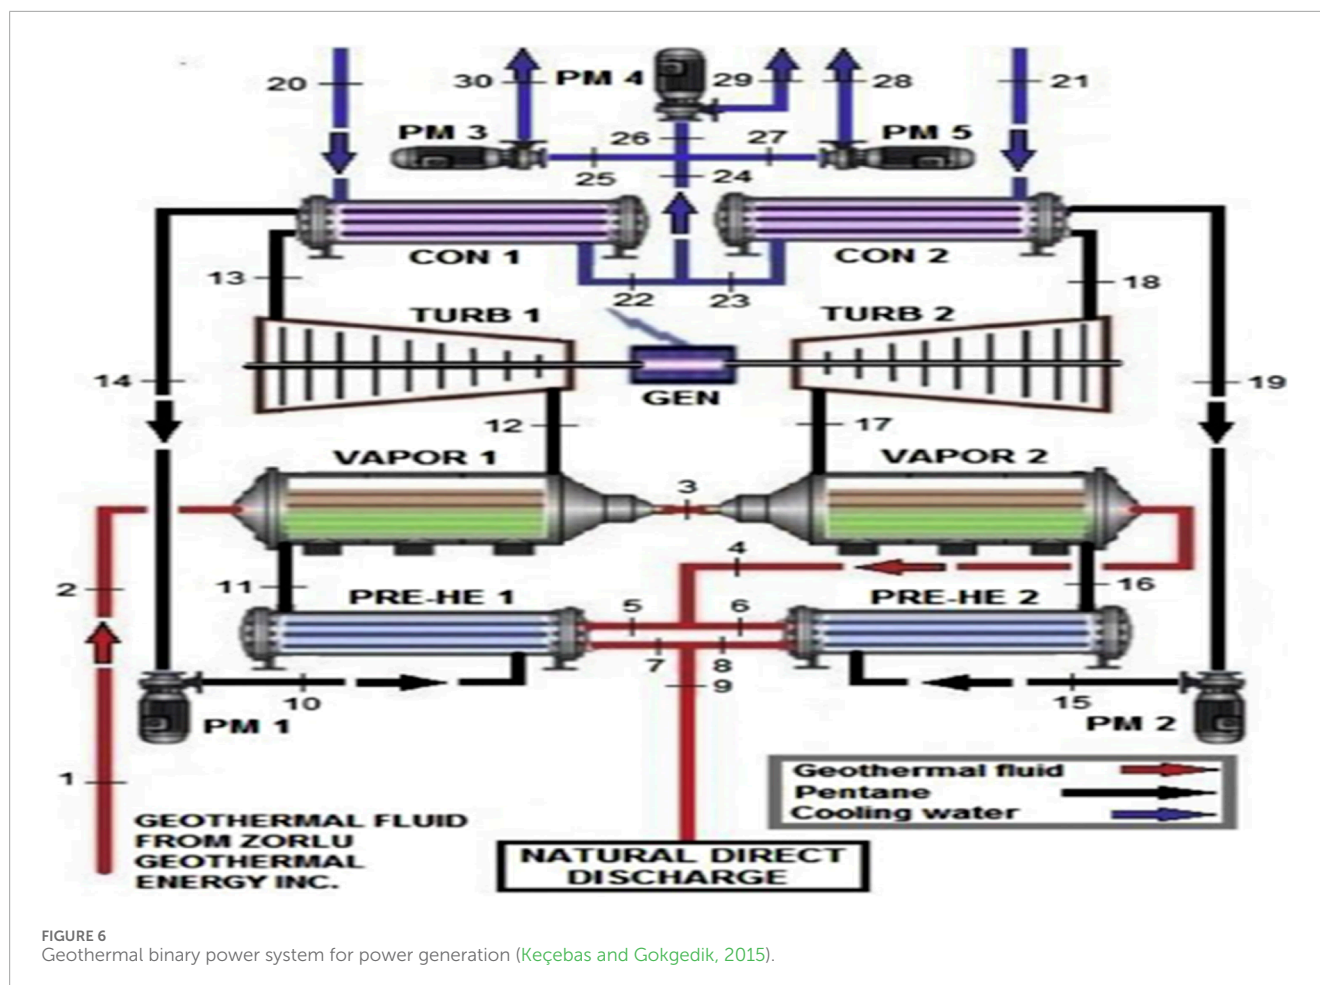 20
30
PM 4
29
28
21
PM 3
26
27
PM 5
25
24
CON 1
CON 2
13
22
23
18
TURB 1
TURB 2
14
19
GEN
12
17
VAPOR 1
VAPOR 2
3
4
2
11
16
PRE-HE 1
PRE-HE 2
5
6
7
8
9
10
15
PM 1
PM 2
1
Geothermal fluid
Pentane
Cooling water
GEOTHERMAL FLUID
FROM ZORLU
GEOTHERMAL
ENERGY INC.
NATURAL DIRECT
DISCHARGE
FIGURE 6
Geothermal binary power system for power generation (Keçebas and Gokgedik, 2015).